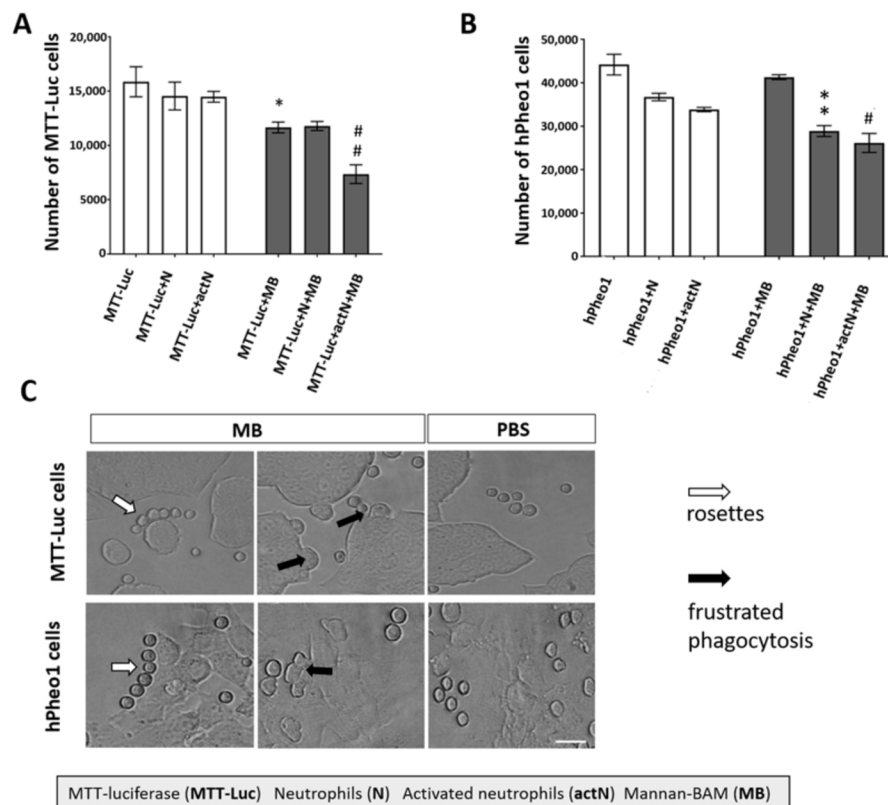 A
Number of MTT-Luc cells
20,000
15,000
10,000
5000
0
*
#
#
MTT-Luc
MTT-Luc+N
MTT-Luc+actN
MTT-Luc+MB
MTT-Luc+N+MB
MTT-Luc+actN+MB
B
Number of hPheo1 cells
50,000
40,000
30,000
20,000
10,000
0
*
*
#
hPheo1
hPheo1+N
hPheo1+actN
hPheo1+MB
hPheo1+N+MB
hPheo1+actN+MB
C
MB
PBS
MTT-Luc cells
hPheo1 cells
rosettes
frustrated
phagocytosis
MTT-luciferase (MTT-Luc) Neutrophils (N) Activated neutrophils (actN) Mannan-BAM (MB)